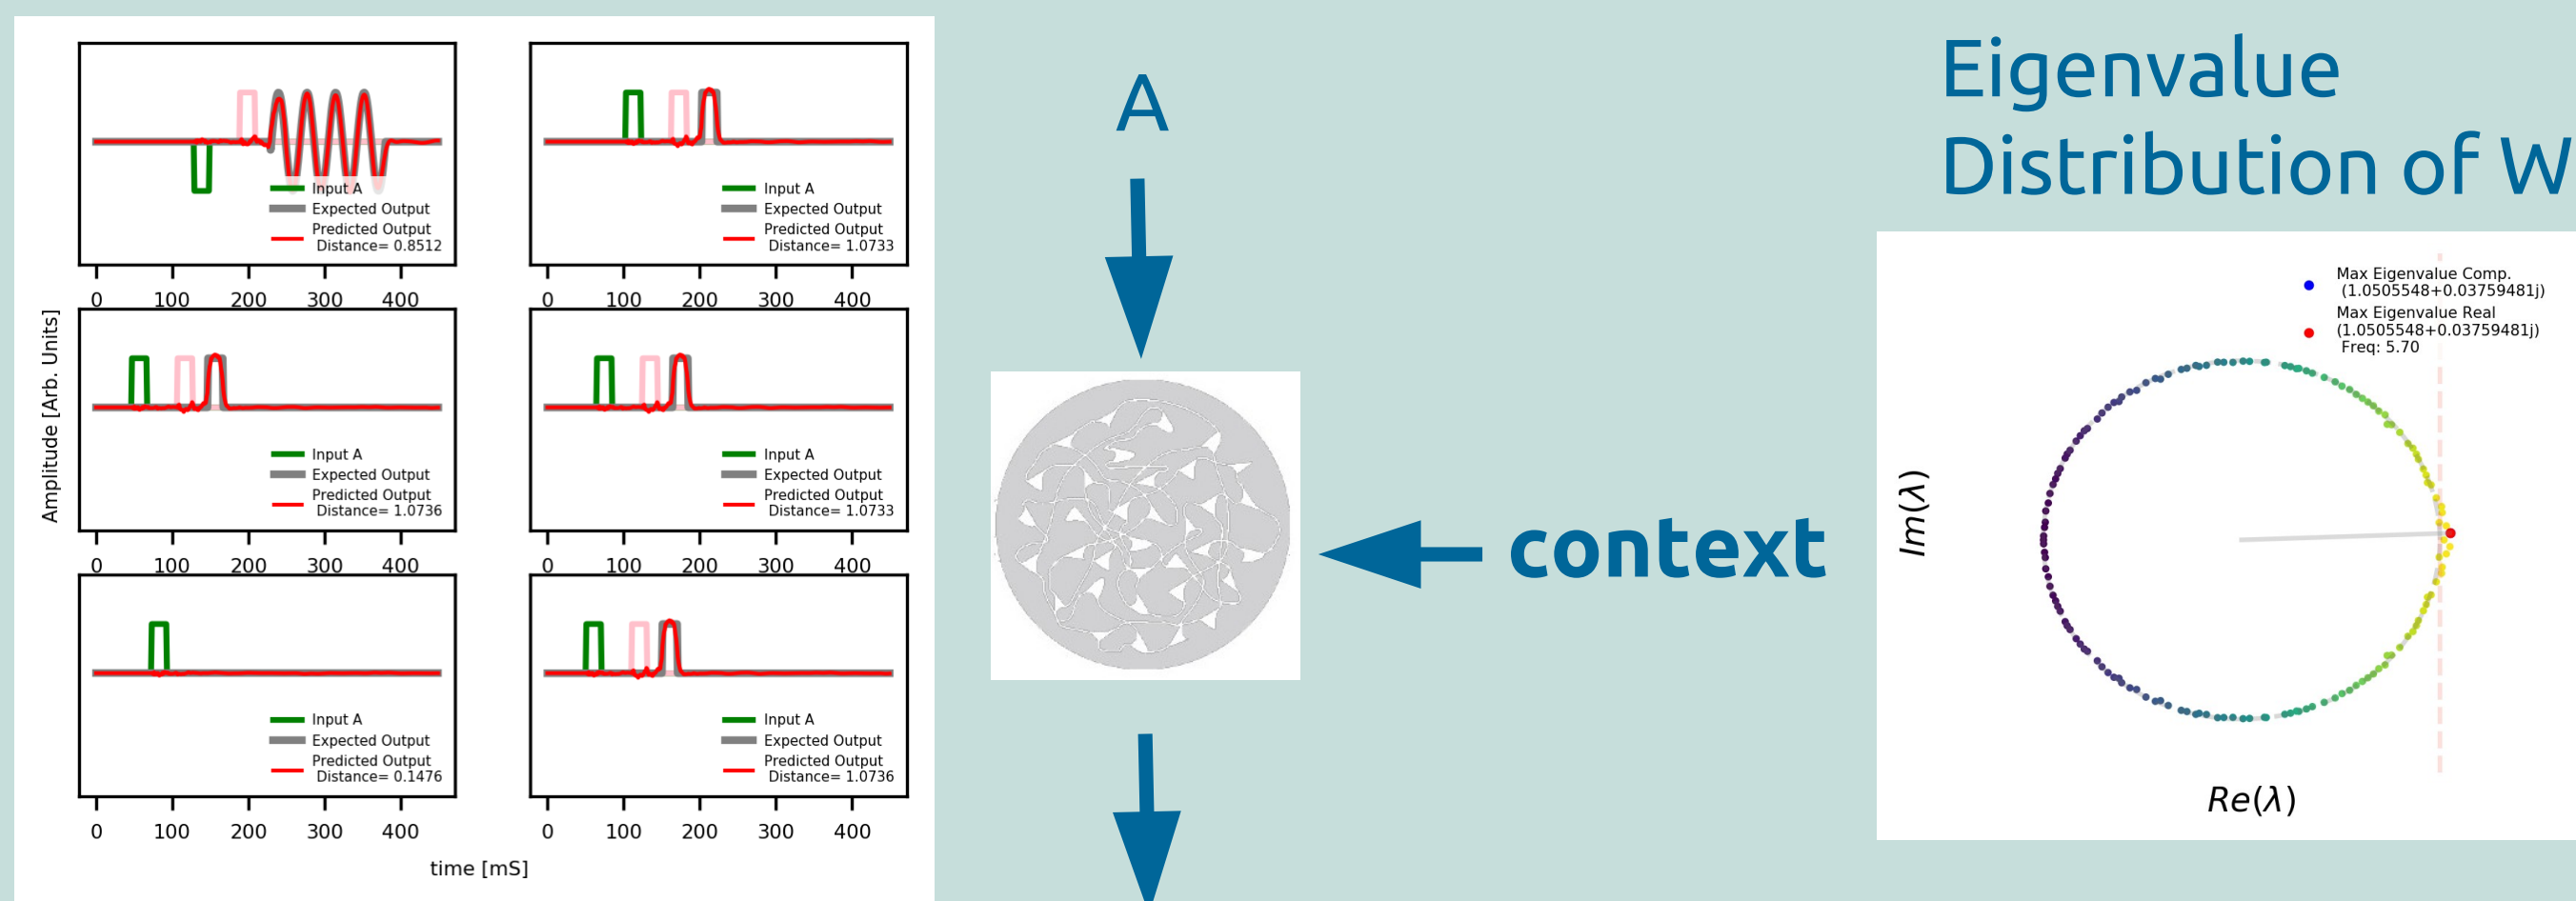 Input A
Expected Output
Predicted Output
Distance= 0.8512
0 100 200 300 400
Input A
Expected Output
Predicted Output
Distance= 1.0733
0 100 200 300 400
Amplitude [Arb. Units]
Input A
Expected Output
Predicted Output
Distance= 1.0736
0 100 200 300 400
Input A
Expected Output
Predicted Output
Distance= 1.0733
0 100 200 300 400
Input A
Expected Output
Predicted Output
Distance= 0.1476
0 100 200 300 400
Input A
Expected Output
Predicted Output
Distance= 1.0736
0 100 200 300 400
time [mS]
A
context
Eigenvalue
Distribution of W
Max Eigenvalue Comp.
(1.0505548+0.03759481j)
Max Eigenvalue Real
(1.0505548+0.03759481j)
Freq: 5.70
Im(λ)
Re(λ)